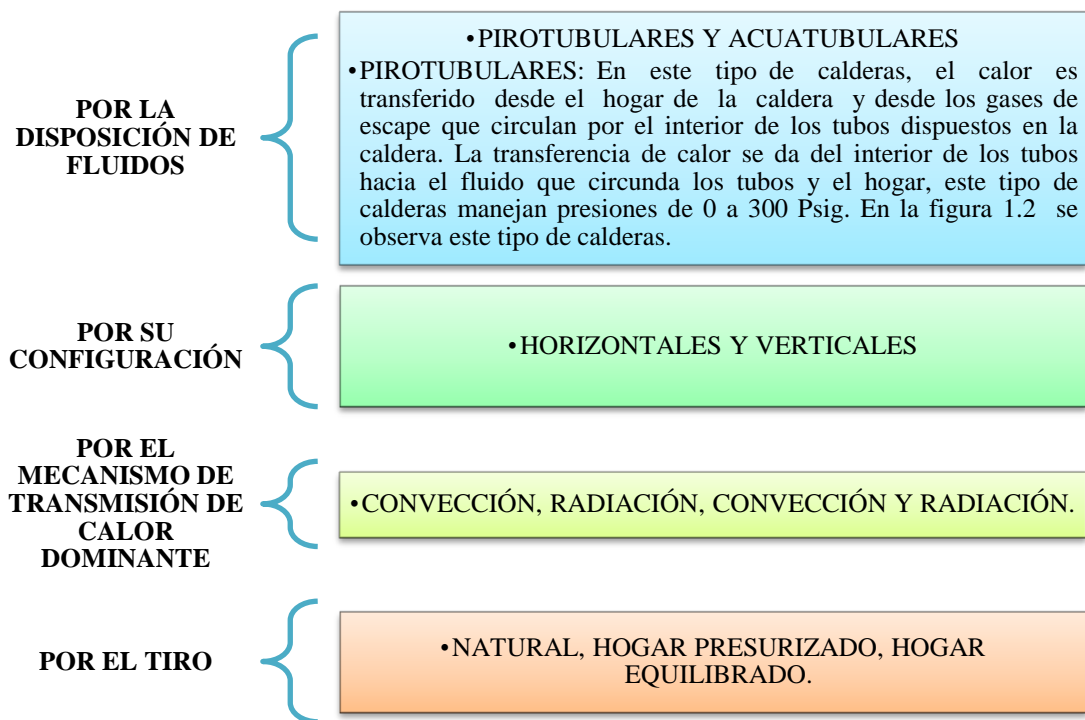 POR LA
DISPOSICIÓN DE
FLUIDOS
•PIROTUBULARES Y ACUATUBULARES
•PIROTUBULARES: En este tipo de calderas, el calor es
transferido desde el hogar de la caldera y desde los gases de
escape que circulan por el interior de los tubos dispuestos en la
caldera. La transferencia de calor se da del interior de los tubos
hacia el fluido que circunda los tubos y el hogar, este tipo de
calderas manejan presiones de 0 a 300 Psig. En la figura 1.2 se
observa este tipo de calderas.
POR SU
CONFIGURACIÓN
•HORIZONTALES Y VERTICALES
POR EL
MECANISMO DE
TRANSMISIÓN DE
CALOR
DOMINANTE
•CONVECCIÓN, RADIACIÓN, CONVECCIÓN Y RADIACIÓN.
POR EL TIRO
•NATURAL, HOGAR PRESURIZADO, HOGAR
EQUILIBRADO.